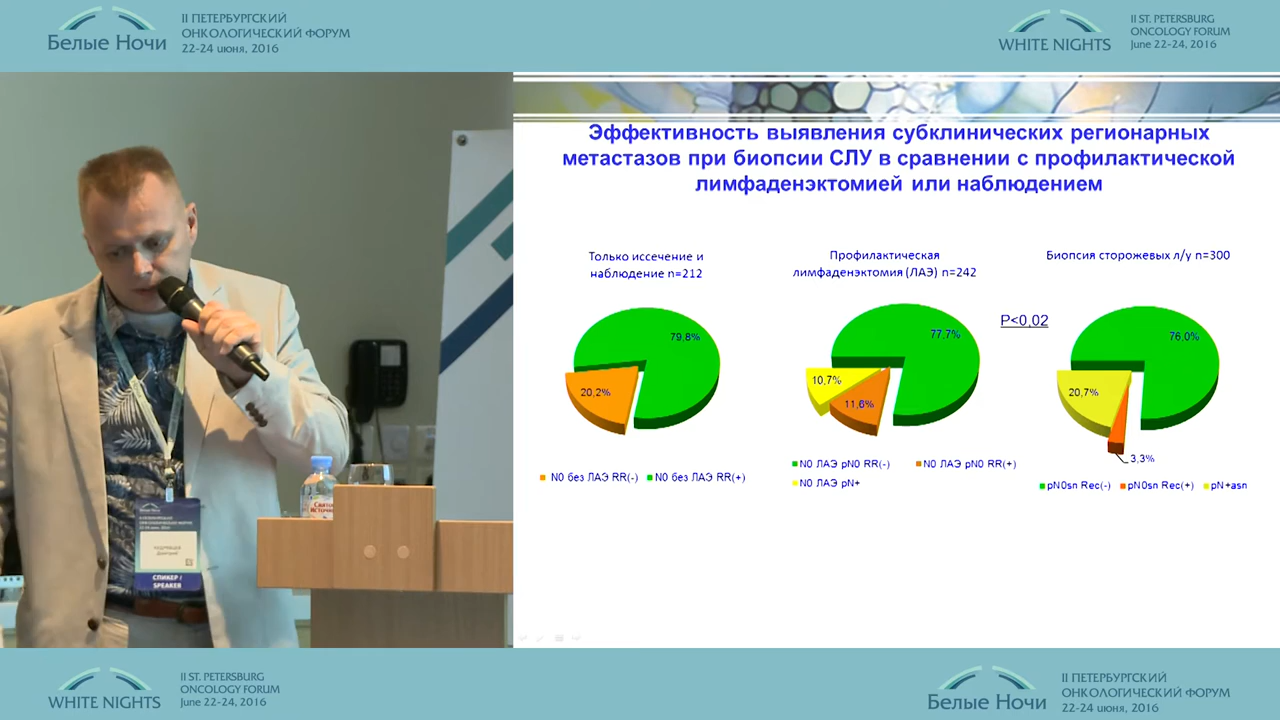 Белые Ночи
II ПЕТЕРБУРГСКИЙ
ОНКОЛОГИЧЕСКИЙ ФОРУМ
22-24 июня, 2016
WHITE NIGHTS
II ST. PETERSBURG
ONCOLOGY FORUM
June 22-24, 2016
Эффективность выявления субклинических регионарных
метастазов при биопсии СЛУ в сравнении с профилактической
лимфаденэктомией или наблюдением
Только иссечение и
наблюдение n=212
79,8%
20,2%
N0 без ЛАЭ RR(-) N0 без ЛАЭ RR(+)
Профилактическая
лимфаденэктомия (ЛАЭ) n=242
77,7%
10,7%
11,6%
N0 ЛАЭ pN0 RR(-) N0 ЛАЭ pN0 RR(+)
N0 ЛАЭ pN+
P<0,02
Биопсия сторожевых л/у n=300
76,0%
20,7%
3,3%
pN0sn Rec(-) pN0sn Rec(+) pN+asn
СПИКЕР /
SPEAKER
WHITE NIGHTS
II ST. PETERSBURG
ONCOLOGY FORUM
June 22-24, 2016
Белые Ночи
II ПЕТЕРБУРГСКИЙ
ОНКОЛОГИЧЕСКИЙ ФОРУМ
22-24 июня, 2016